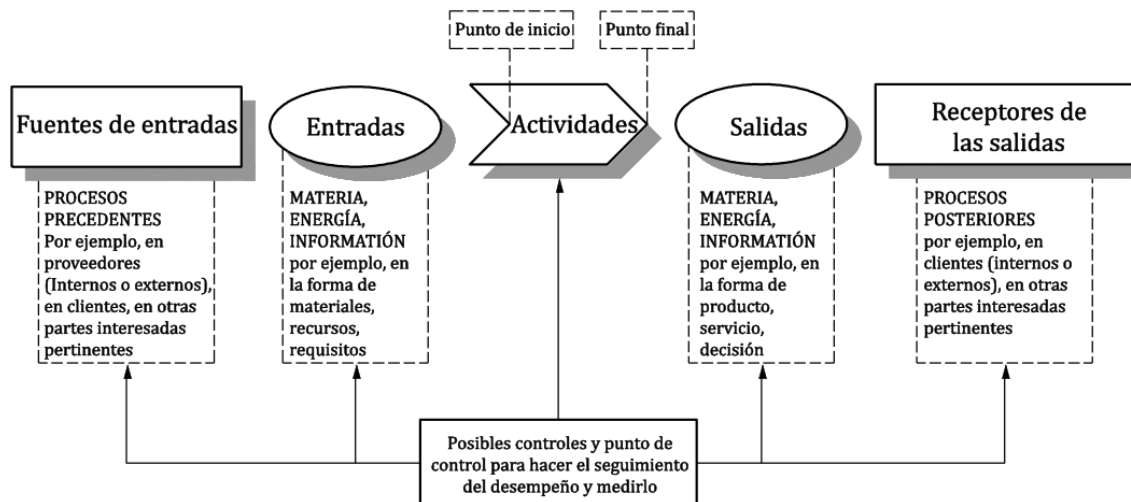 Punto de inicio
Punto final
Fuentes de entradas
Entradas
Actividades
Salidas
Receptores de
las salidas
PROCESOS
PRECEDENTES
Por ejemplo, en
proveedores
(Internos o externos),
en clientes, en otras
partes interesadas
pertinentes
MATERIA,
ENERGÍA,
INFORMATIÓN
por ejemplo, en
la forma de
materiales,
recursos,
requisitos
MATERIA,
ENERGÍA,
INFORMATIÓN
por ejemplo, en
la forma de
producto,
servicio,
decisión
PROCESOS
POSTERIORES
por ejemplo, en
clientes (internos o
externos), en otras
partes interesadas
pertinentes
Posibles controles y punto de
control para hacer el seguimiento
del desempeño y medirlo